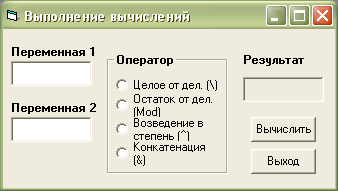 Выполнение вычислений
Переменная 1
Переменная 2
Оператор
Целое от дел. (\)
Остаток от дел.
(Mod)
Возведение в
степень (^)
Конкатенация
(&)
Результат
Вычислить
Выход